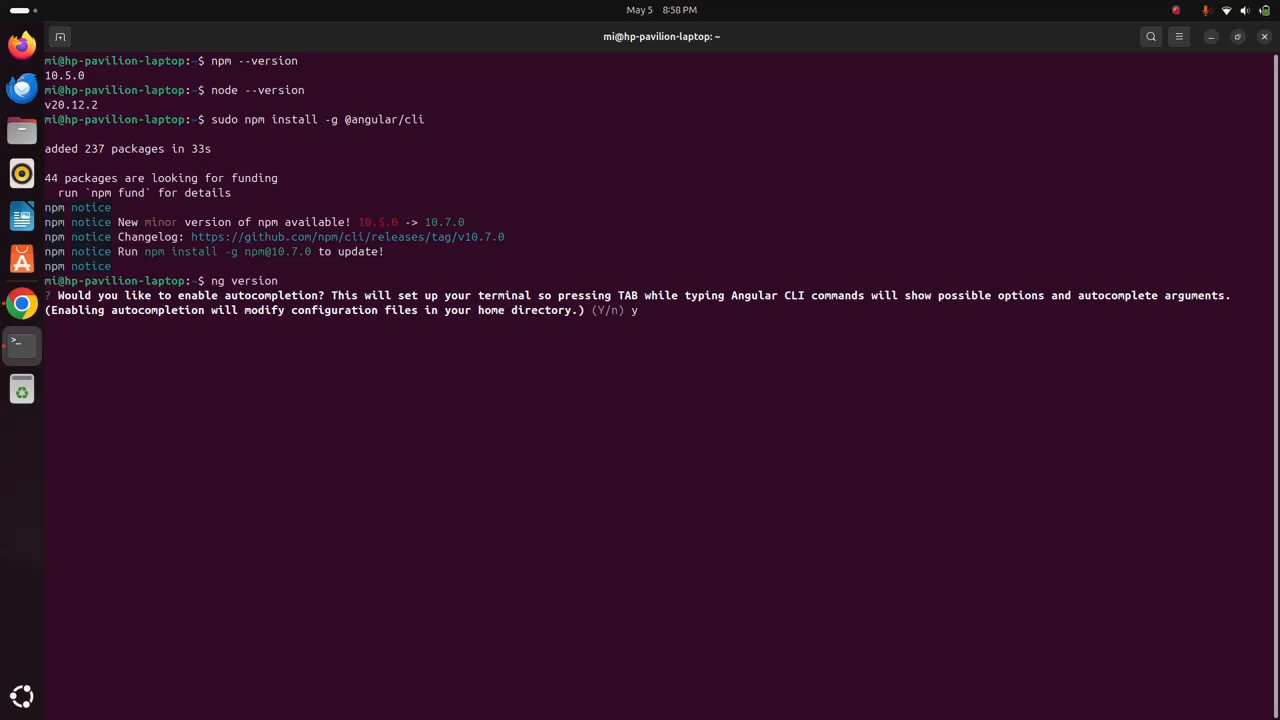 May 5 8:58 PM
mi@hp-pavilion-laptop: ~
mi@hp-pavilion-laptop:~$ npm --version
10.5.0
mi@hp-pavilion-laptop:~$ node --version
v20.12.2
mi@hp-pavilion-laptop:~$ sudo npm install -g @angular/cli
added 237 packages in 33s
44 packages are looking for funding
run `npm fund` for details
npm notice
npm notice New minor version of npm available! 10.5.0 -> 10.7.0
npm notice Changelog: https://github.com/npm/cli/releases/tag/v10.7.0
npm notice Run npm install -g npm@10.7.0 to update!
npm notice
mi@hp-pavilion-laptop:~$ ng version
? Would you like to enable autocompletion? This will set up your terminal so pressing TAB while typing Angular CLI commands will show possible options and autocomplete arguments.
(Enabling autocompletion will modify configuration files in your home directory.) (Y/n) y